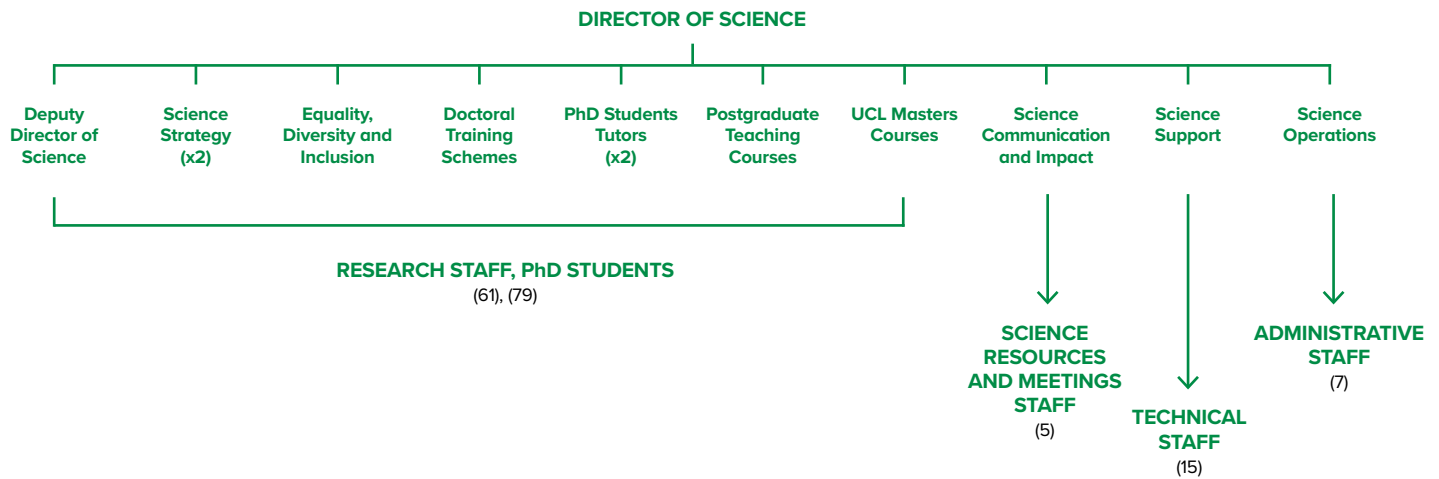 DIRECTOR OF SCIENCE
Deputy
Director of
Science
Science
Strategy
(x2)
Equality,
Diversity and
Inclusion
Doctoral
Training
Schemes
PhD Students
Tutors
(x2)
Postgraduate
Teaching
Courses
UCL Masters
Courses
Science
Communication
and Impact
Science
Support
Science
Operations
RESEARCH STAFF, PhD STUDENTS
(61), (79)
SCIENCE
RESOURCES
AND MEETINGS
STAFF
(5)
TECHNICAL
STAFF
(15)
ADMINISTRATIVE
STAFF
(7)